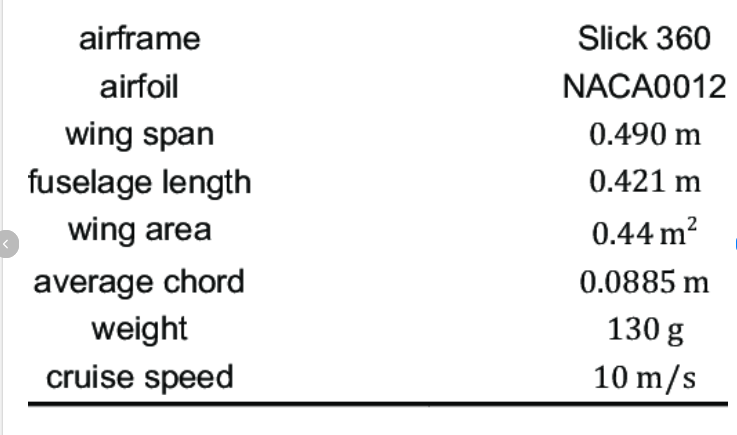 airframe Slick 360
airfoil NACA0012
wing span 0.490 m
fuselage length 0.421 m
wing area 0.44 m²
average chord 0.0885 m
weight 130 g
cruise speed 10 m/s